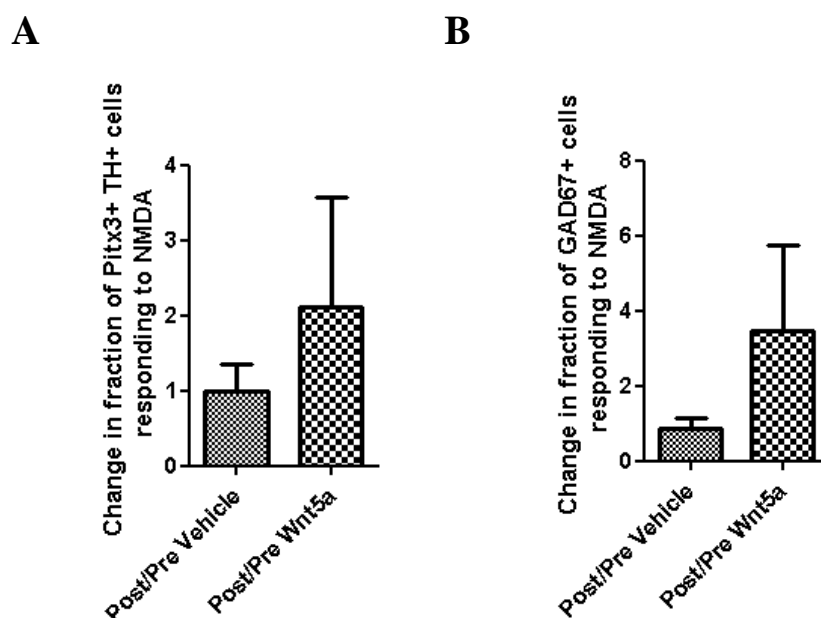 A
B
Change in fraction of Pitx3+ TH+ cells
responding to NMDA
4
3
2
1
0
Post/Pre Vehicle
Post/Pre Wnt5a
Change in fraction of GAD67+ cells
responding to NMDA
8
6
4
2
0
Post/Pre Vehicle
Post/Pre Wnt5a